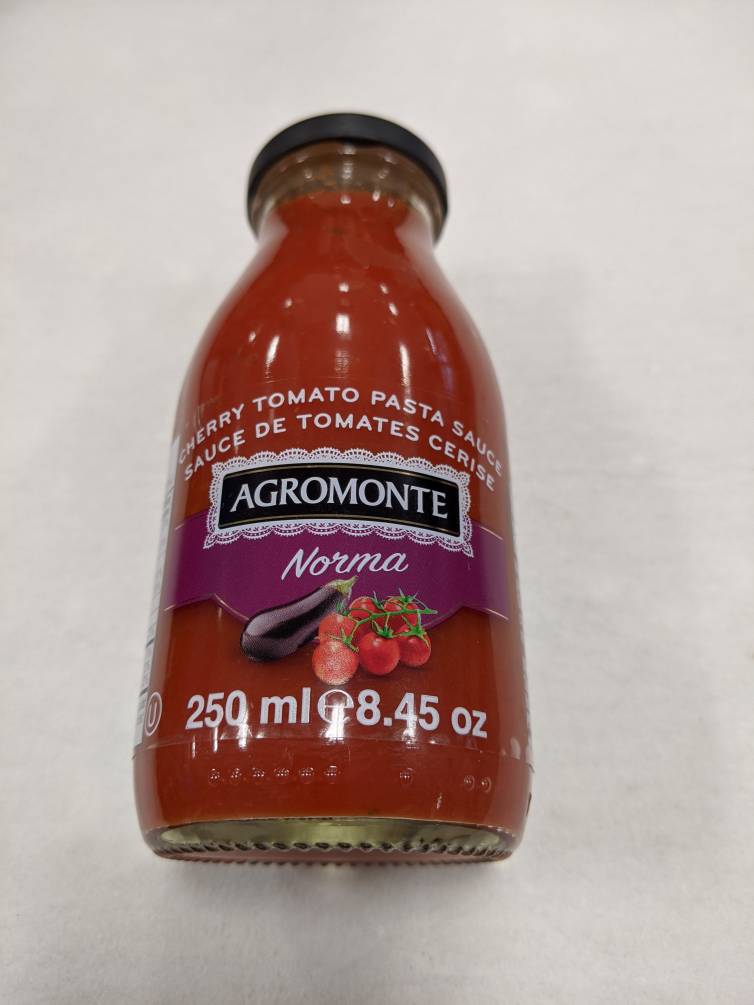 CHERRY TOMATO PASTA SAUCE
SAUCE DE TOMATES CERISE
AGROMONTE
Norma
U
250 ml e 8.45 oz